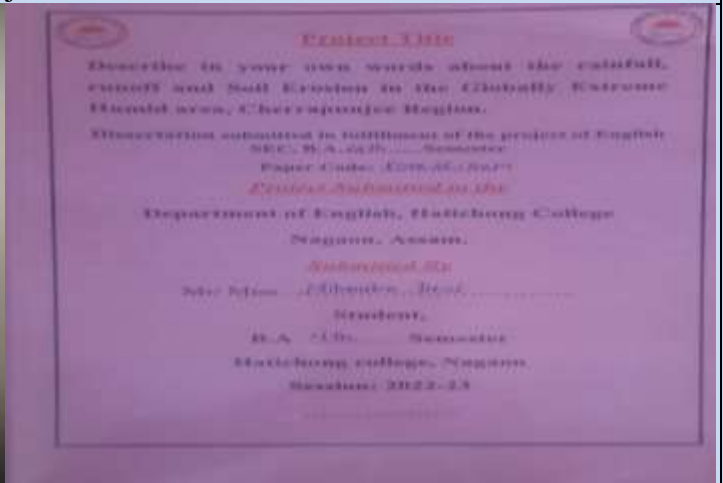 Project Title
Describe in your own words about the rainfall,
runoff and Soil Erosion in the Globally Extreme
Humid area, Cherrapunjee Region.
Dissertation submitted in fulfillment of the project of English
SEC, B.A. Semester
Paper Code:
Project Submitted to the
Department of English, Hatichong College
Nagaon, Assam.
Submitted By
Mr/ Miss
Student,
B.A Semester
Hatichong college, Nagaon
Session: 2022-23